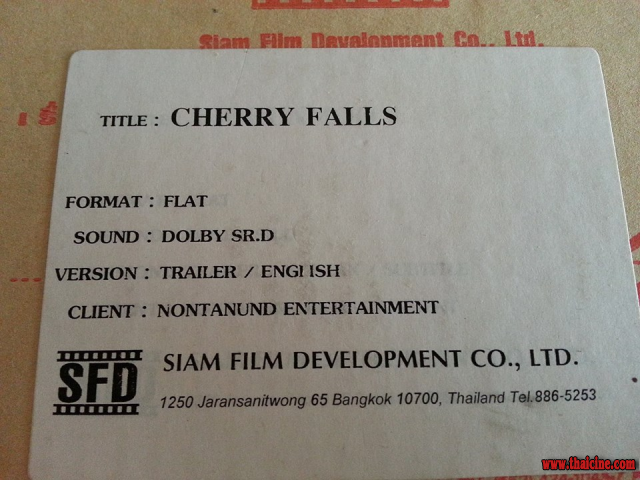 Siam Film Development Co., Ltd.
TITLE : CHERRY FALLS
FORMAT : FLAT
SOUND : DOLBY SR.D
VERSION : TRAILER / ENGLISH
CLIENT : NONTANUND ENTERTAINMENT
SFD
SIAM FILM DEVELOPMENT CO., LTD.
1250 Jaransanitwong 65 Bangkok 10700, Thailand Tel.886-5253
www.thaicine.com